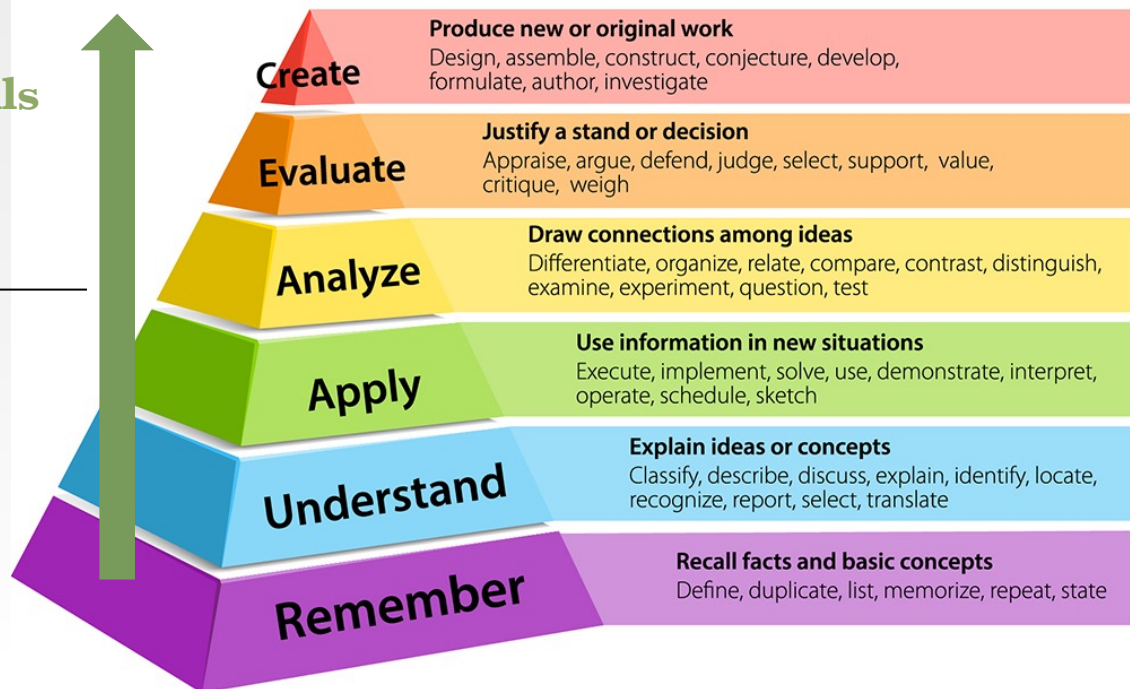 Produce new or original work
Design, assemble, construct, conjecture, develop,
formulate, author, investigate
Create
Justify a stand or decision
Appraise, argue, defend, judge, select, support, value,
critique, weigh
Evaluate
Draw connections among ideas
Differentiate, organize, relate, compare, contrast, distinguish,
examine, experiment, question, test
Analyze
Use information in new situations
Execute, implement, solve, use, demonstrate, interpret,
operate, schedule, sketch
Apply
Explain ideas or concepts
Classify, describe, discuss, explain, identify, locate,
recognize, report, select, translate
Understand
Recall facts and basic concepts
Define, duplicate, list, memorize, repeat, state
Remember